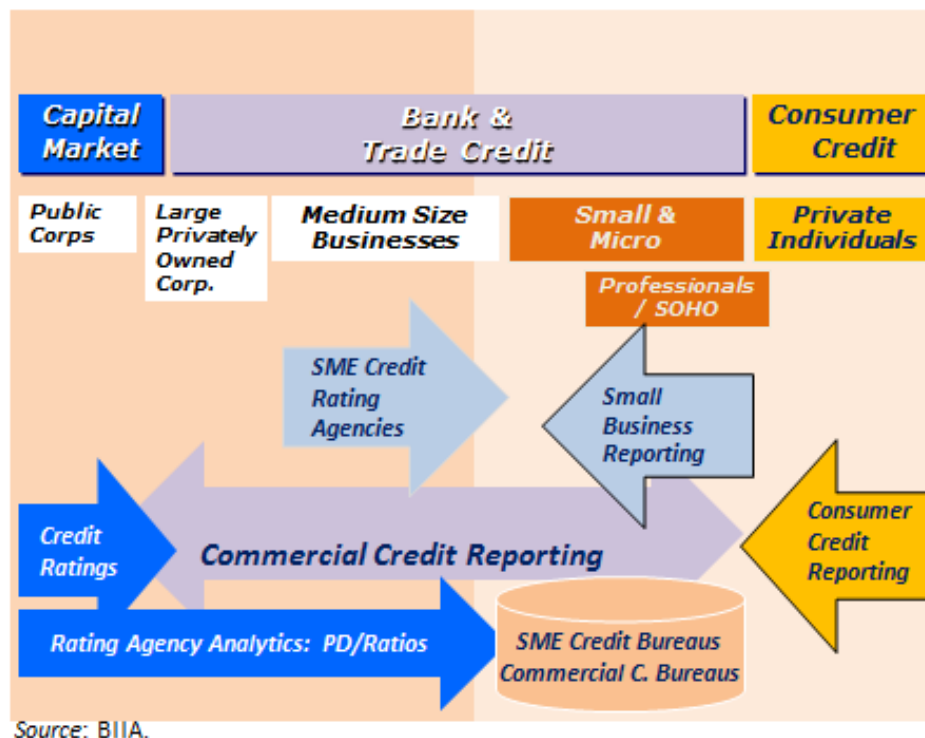 Capital
Market
Bank &
Trade Credit
Consumer
Credit
Public
Corps
Large
Privately
Owned
Corp.
Medium Size
Businesses
Small &
Micro
Private
Individuals
Professionals
/ SOHO
SME Credit
Rating
Agencies
Small
Business
Reporting
Credit
Ratings
Commercial Credit Reporting
Consumer
Credit
Reporting
Rating Agency Analytics: PD/Ratios
SME Credit Bureaus
Commercial C. Bureaus
Source: BIIA.